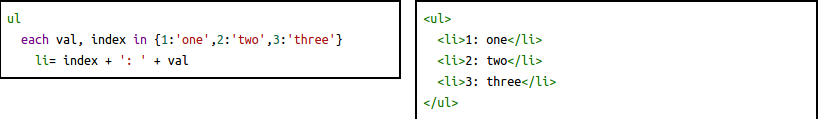 ul
  each val, index in {1:'one',2:'two',3:'three'}
    li= index + ': ' + val
<ul>
  <li>1: one</li>
  <li>2: two</li>
  <li>3: three</li>
</ul>